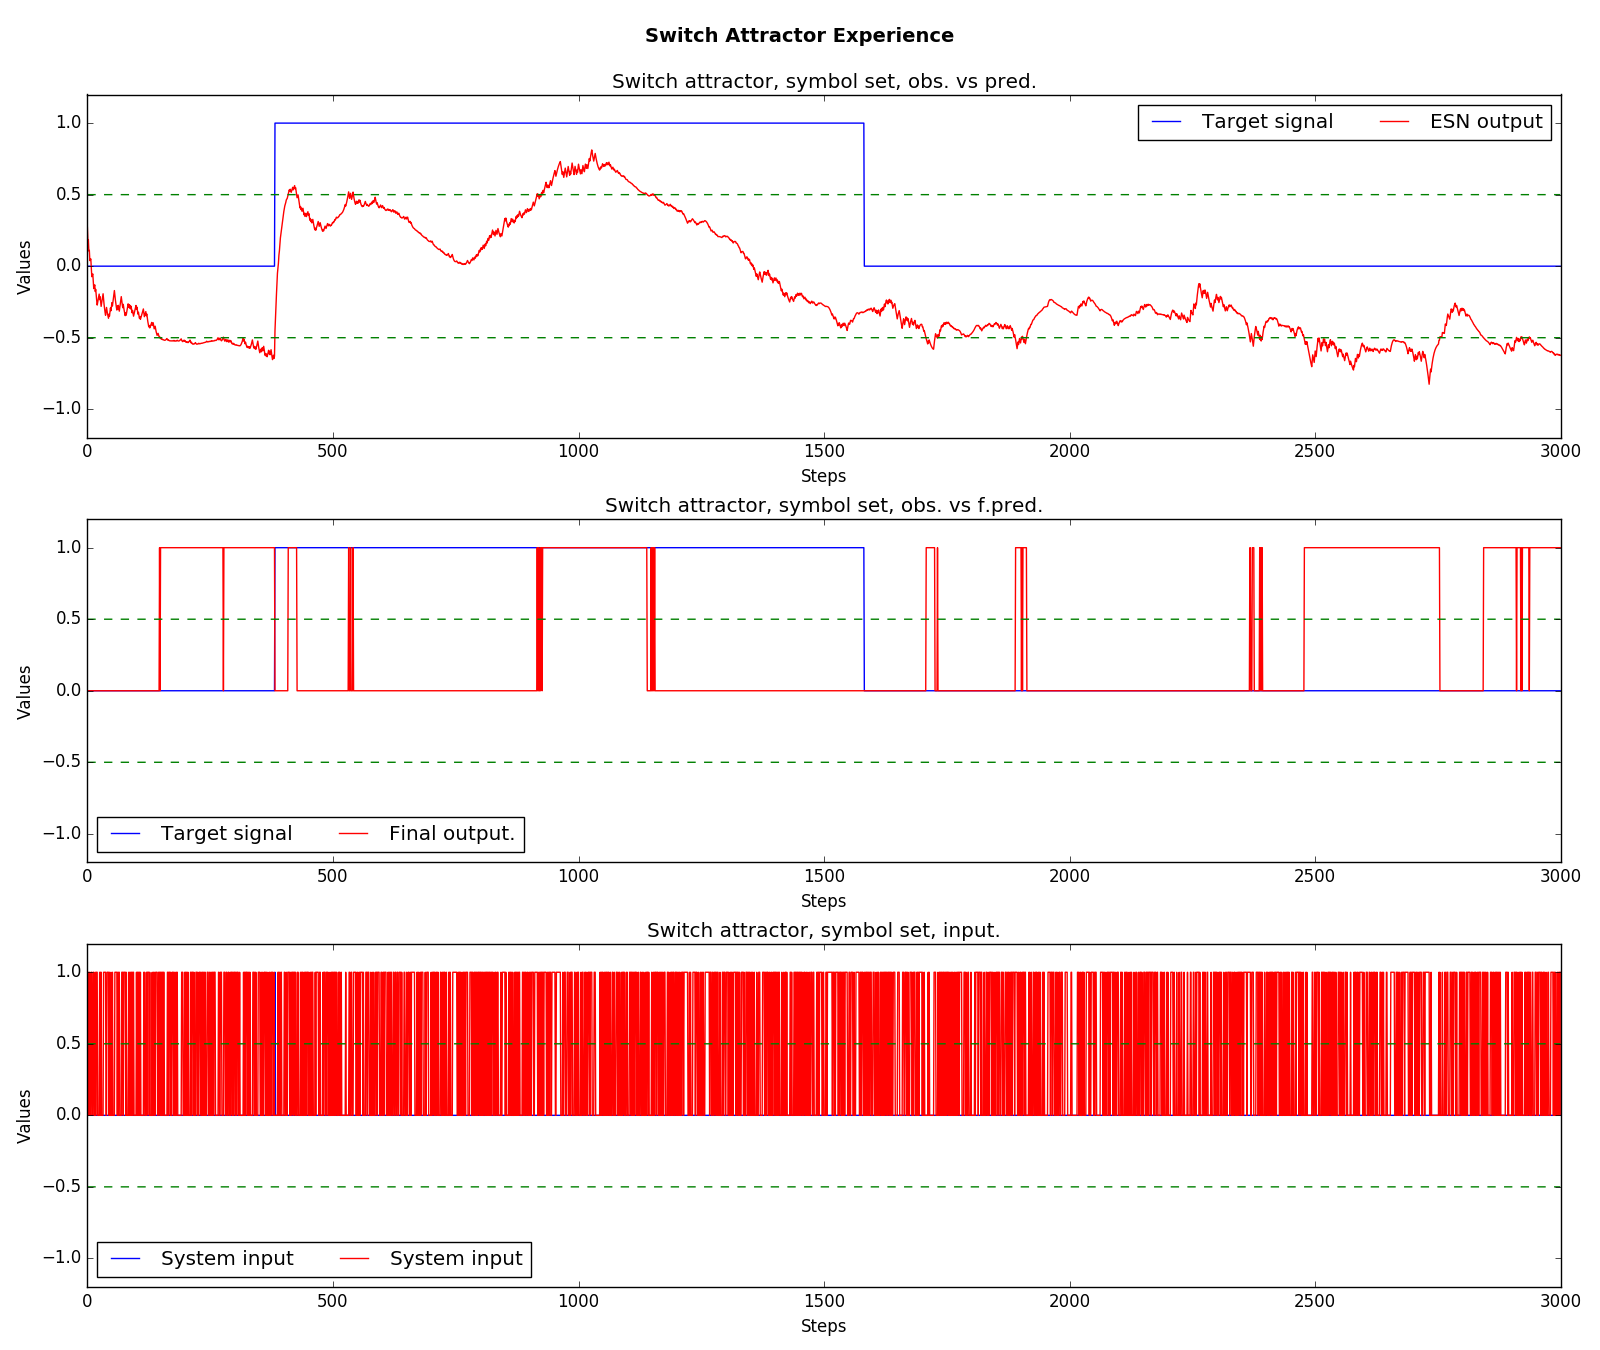 Switch Attractor Experience
Switch attractor, symbol set, obs. vs pred.
Target signal ESN output
1.0
0.5
0.0
−0.5
−1.0
Values
0 500 1000 1500 2000 2500 3000
Steps
Switch attractor, symbol set, obs. vs f.pred.
1.0
0.5
0.0
−0.5
−1.0
Values
Target signal Final output.
0 500 1000 1500 2000 2500 3000
Steps
Switch attractor, symbol set, input.
1.0
0.5
0.0
−0.5
−1.0
Values
System input System input
0 500 1000 1500 2000 2500 3000
Steps